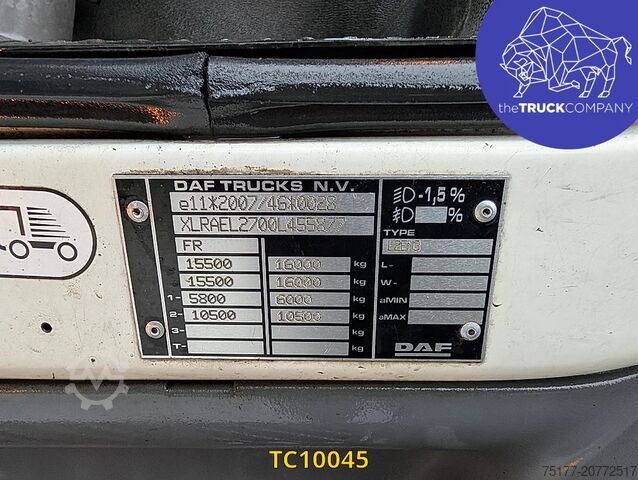 theTRUCKCOMPANY
DAF TRUCKS N.V.
e11*2007/46*0028
XLRAEL2700L455877
FR
15500 16000 kg
15500 16000 kg
1- 5800 6000 kg
2- 10500 10500 kg
3- kg
T- kg
-1,5 %
%
TYPE
L-
W-
aMIN
aMAX
DAF
TC10045
75177-20772517